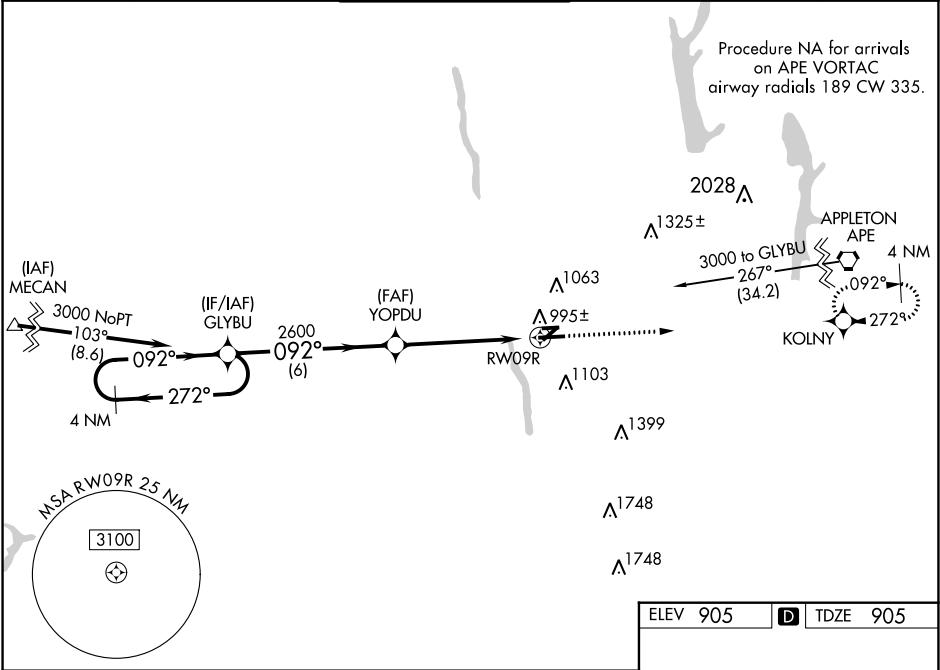 Procedure NA for arrivals
on APE VORTAC
airway radials 189 CW 335.
2028
1325±
APPLETON
APE
4 NM
3000 to GLYBU
267°
(34.2)
092°
272°
KOLNY
(IAF)
MECAN
3000 NoPT
103°
(8.6)
(IF/IAF)
GLYBU
092°
272°
4 NM
2600
092°
(6)
(FAF)
YOPDU
1063
995±
RW09R
1103
1399
1748
1748
MSA RW09R 25 NM
3100
ELEV 905 D TDZE 905